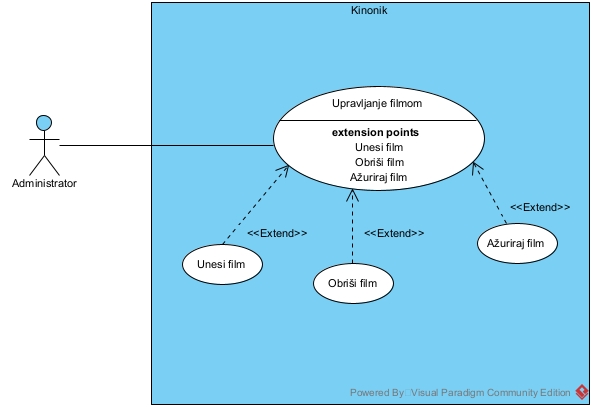 Kinonik
Upravljanje filmom
extension points
Unesi film
Obriši film
Ažuriraj film
Administrator
<<Extend>>
<<Extend>>
<<Extend>>
Unesi film
Obriši film
Ažuriraj film
Powered By: Visual Paradigm Community Edition